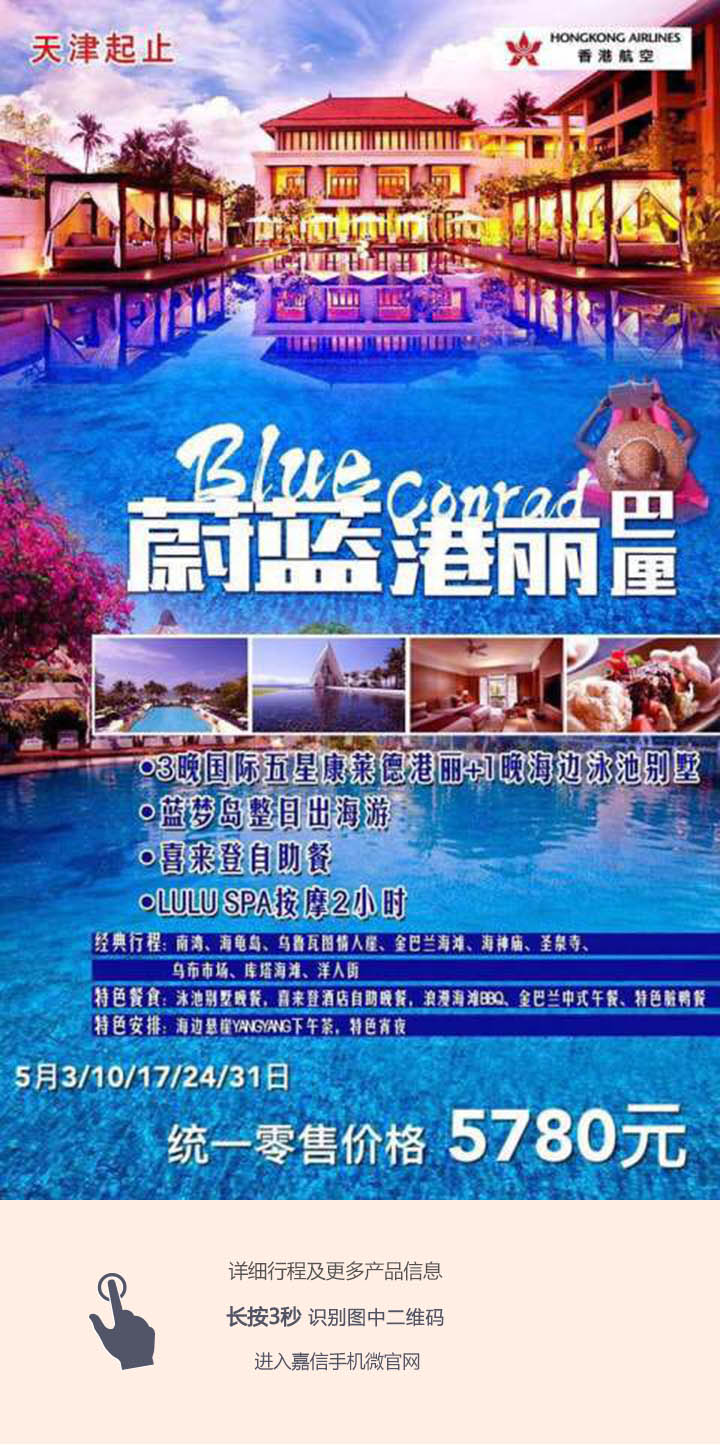 天津起止
HONGKONG AIRLINES
香港航空
Blue Conrad
蔚蓝港丽巴厘
•3晚国际五星康莱德港丽+1晚海边泳池别墅
•蓝梦岛整日出海游
•喜来登自助餐
•LULU SPA按摩2小时
经典行程：南湾、海龟岛、乌鲁瓦图情人崖、金巴兰海滩、海神庙、圣泉寺、
乌布市场、库塔海滩、洋人街
特色餐食：泳池别墅晚餐，喜来登酒店自助晚餐，浪漫海滩BBQ、金巴兰中式午餐、特色脏鸭餐
特色安排：海边悬崖YANGYANG下午茶，特色宵夜
5月3/10/17/24/31日
统一零售价格 5780元
详细行程及更多产品信息
长按3秒 识别图中二维码
进入嘉信手机微官网